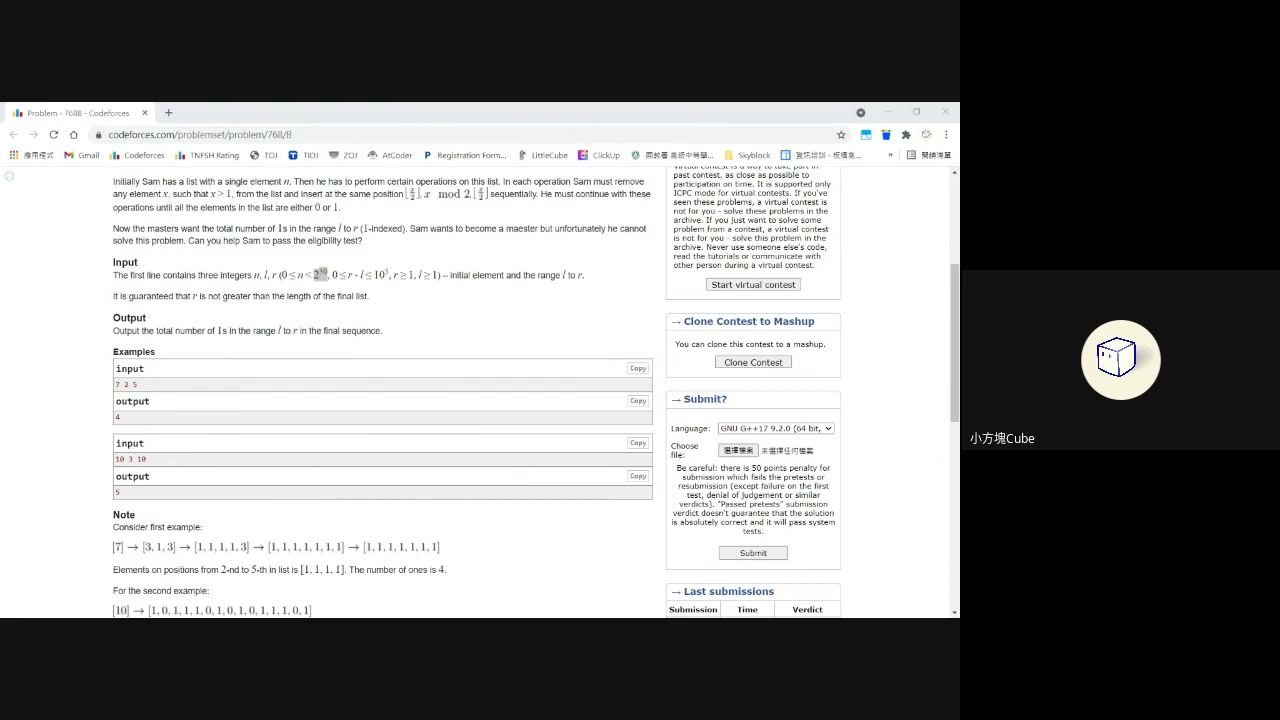 Problem - 768B - Codeforces
codeforces.com/problemset/problem/768/B
應用程式 Gmail Codeforces TNFSH Rating TOJ TIOJ ZOJ AtCoder Registration Form... LittleCube ClickUp Skyblock » 閱讀清單
Initially Sam has a list with a single element n. Then he has to perform certain operations on this list. In each operation Sam must remove
any element x, such that x > 1, from the list and insert at the same position ⌊x/2⌋, x mod 2, ⌊x/2⌋ sequentially. He must continue with these
operations until all the elements in the list are either 0 or 1.
Now the masters want the total number of 1s in the range l to r (1-indexed). Sam wants to become a maester but unfortunately he cannot
solve this problem. Can you help Sam to pass the eligibility test?
Input
The first line contains three integers n, l, r (0 ≤ n < 2^50, 0 ≤ r - l ≤ 10^5, r ≥ 1, l ≥ 1) – initial element and the range l to r.
It is guaranteed that r is not greater than the length of the final list.
Output
Output the total number of 1s in the range l to r in the final sequence.
Examples
input
Copy
7 2 5
output
Copy
4
input
Copy
10 3 10
output
Copy
5
Note
Consider first example:
[7] → [3, 1, 3] → [1, 1, 1, 1, 3] → [1, 1, 1, 1, 1, 1, 1] → [1, 1, 1, 1, 1, 1, 1]
Elements on positions from 2-nd to 5-th in list is [1, 1, 1, 1]. The number of ones is 4.
For the second example:
[10] → [1, 0, 1, 1, 1, 0, 1, 0, 1, 0, 1, 1, 1, 0, 1]
Virtual contest is a way to take part in
past contest, as close as possible to
participation on time. It is supported only
ICPC mode for virtual contests. If you've
seen these problems, a virtual contest
is not for you - solve these problems in the
archive. If you just want to solve some
problem from a contest, a virtual
contest is not for you - solve this problem in the
archive. Never use someone else's code,
read the tutorials or communicate with
other person during a virtual contest.
Start virtual contest
→ Clone Contest to Mashup
You can clone this contest to a mashup.
Clone Contest
→ Submit?
Language: GNU G++17 9.2.0 (64 bit,
Choose
file: 選擇檔案 未選擇任何檔案
Be careful: there is 50 points penalty for
submission which fails the pretests or
resubmission (except failure on the first
test, denial of judgement or similar
verdicts). "Passed pretests" submission
verdict doesn't guarantee that the solution
is absolutely correct and it will pass system
tests.
Submit
→ Last submissions
Submission Time Verdict
小方塊Cube